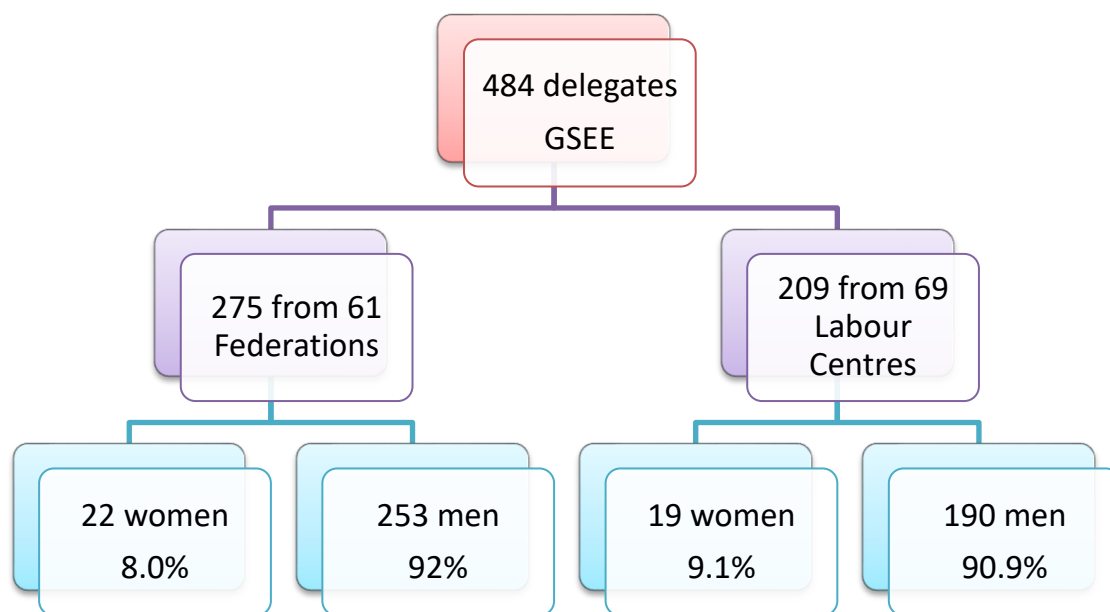 484 delegates
GSEE
275 from 61
Federations
209 from 69
Labour
Centres
22 women
8.0%
253 men
92%
19 women
9.1%
190 men
90.9%